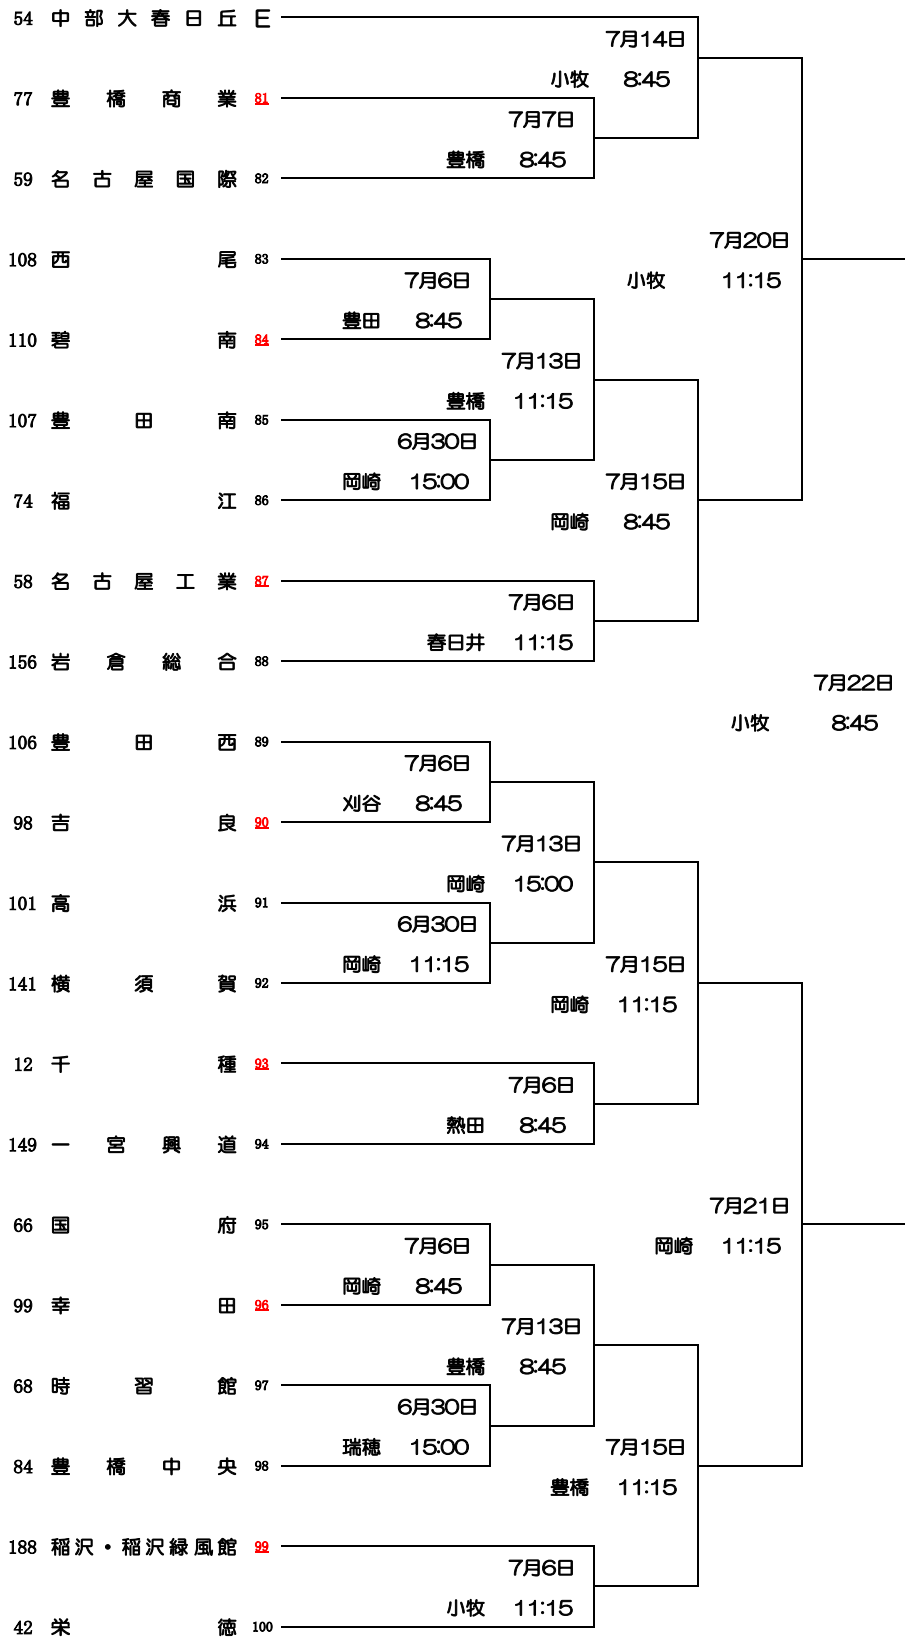 54 中部大春日丘 E
7月14日
小牧 8:45
77 豊橋商業 81
7月7日
豊橋 8:45
59 名古屋国際 82
7月20日
108 西尾 83
7月6日
小牧 11:15
豊田 8:45
110 碧南 84
7月13日
豊橋 11:15
107 豊田南 85
6月30日
岡崎 15:00
7月15日
74 福江 86
岡崎 8:45
58 名古屋工業 87
7月6日
春日井 11:15
156 岩倉総合 88
7月22日
小牧 8:45
106 豊田西 89
7月6日
刈谷 8:45
98 吉良 90
7月13日
岡崎 15:00
101 高浜 91
6月30日
岡崎 11:15
7月15日
141 横須賀 92
岡崎 11:15
12 千種 93
7月6日
熱田 8:45
149 一宮興道 94
7月21日
66 国府 95
7月6日
岡崎 11:15
岡崎 8:45
99 幸田 96
7月13日
豊橋 8:45
68 時習館 97
6月30日
瑞穂 15:00
7月15日
84 豊橋中央 98
豊橋 11:15
188 稲沢・稲沢緑風館 99
7月6日
小牧 11:15
42 栄徳 100